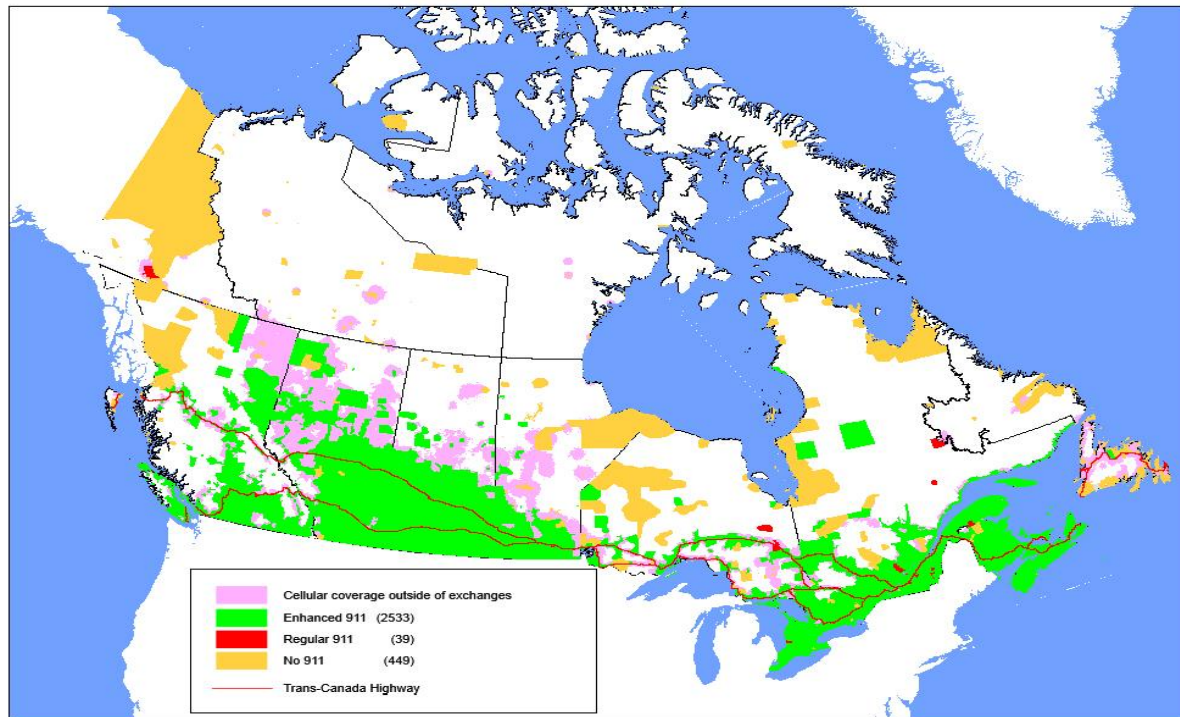 Cellular coverage outside of exchanges
Enhanced 911 (2533)
Regular 911 (39)
No 911 (449)
Trans-Canada Highway